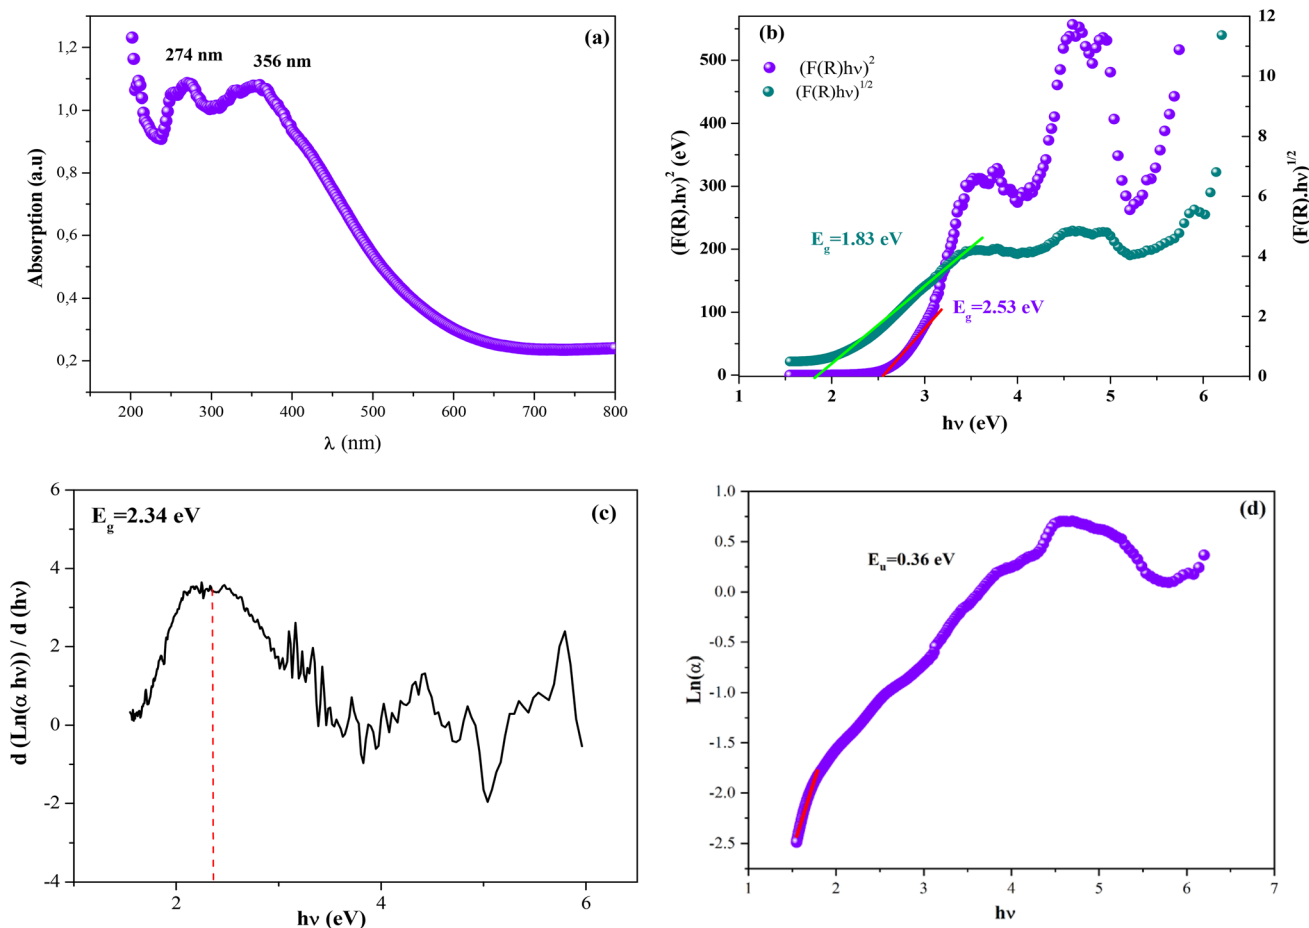 (a)
274 nm
356 nm
1,2
1,0
0,8
0,6
0,4
0,2
Absorption (a.u)
200 300 400 500 600 700 800
λ (nm)
(b)
(F(R)hν)²
(F(R)hν)^1/2
500
400
300
200
100
0
(F(R).hν)² (eV)
12
10
8
6
4
2
0
(F(R).hν)^1/2
E_g=1.83 eV
E_g=2.53 eV
1 2 3 4 5 6
hν (eV)
(c)
E_g=2.34 eV
6
4
2
0
-2
-4
d (Ln(α hν)) / d (hν)
2 4 6
hν (eV)
(d)
E_u=0.36 eV
1.0
0.5
0.0
-0.5
-1.0
-1.5
-2.0
-2.5
Ln(α)
1 2 3 4 5 6 7
hν